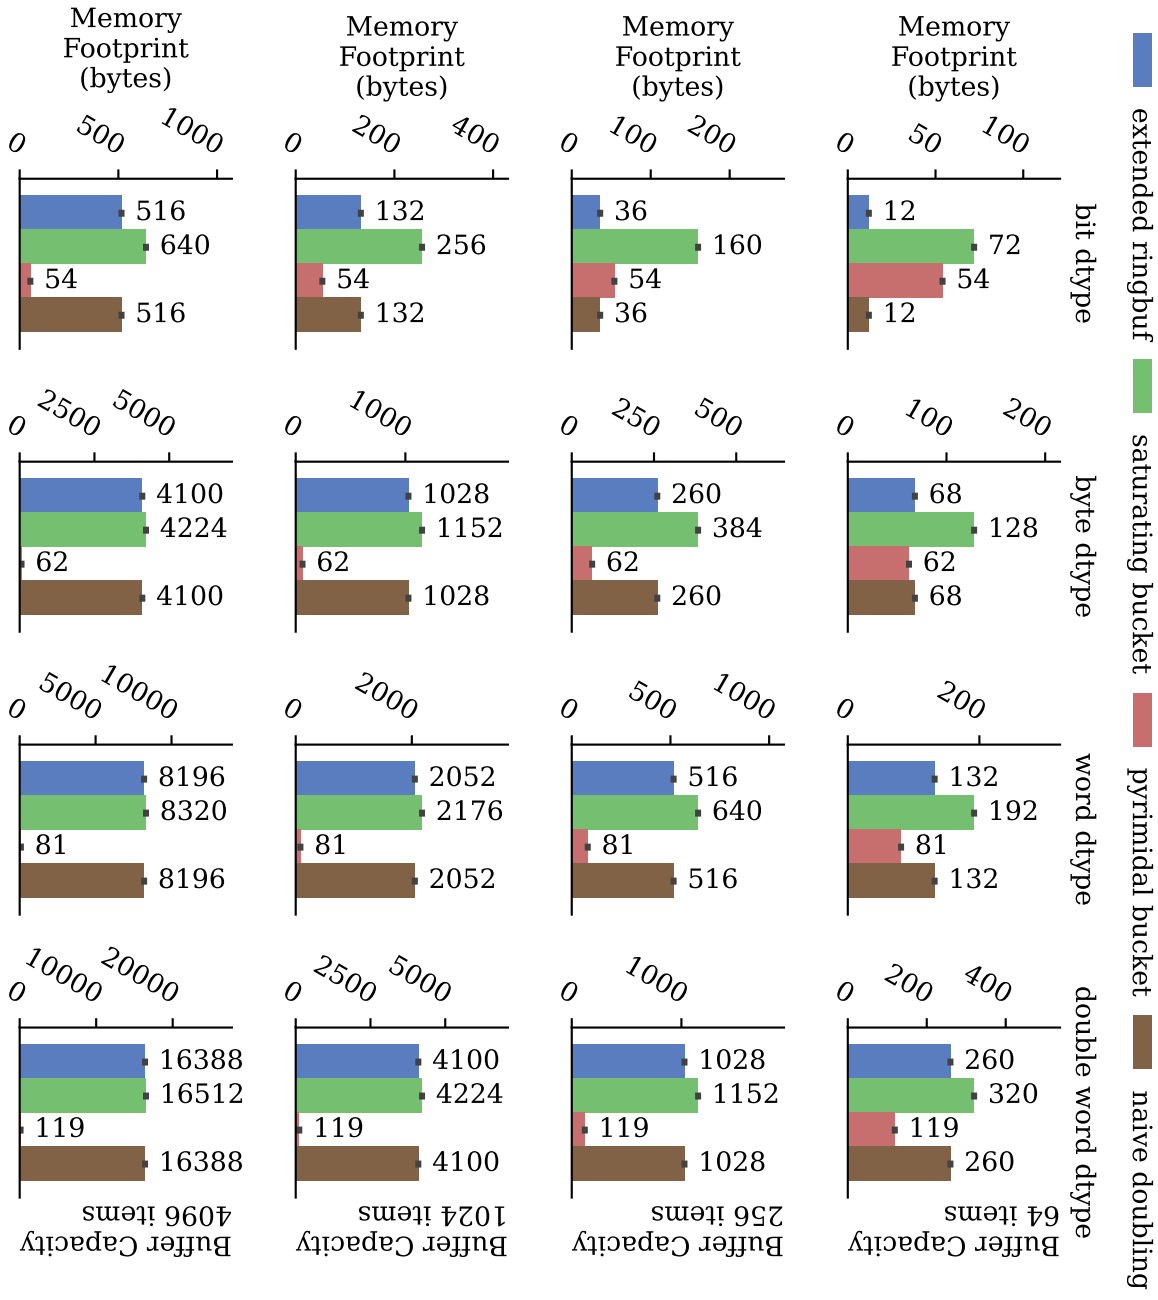 Memory
Footprint
(bytes)
Memory
Footprint
(bytes)
Memory
Footprint
(bytes)
Memory
Footprint
(bytes)
0 500 1000
0 200 400
0 100 200
0 50 100
516
640
54
516
132
256
54
132
36
160
54
36
12
72
54
12
bit dtype
0 2500 5000
0 1000
0 250 500
0 100 200
4100
4224
62
4100
1028
1152
62
1028
260
384
62
260
68
128
62
68
byte dtype
0 5000 10000
0 2000
0 500 1000
0 200
8196
8320
81
8196
2052
2176
81
2052
516
640
81
516
132
192
81
132
word dtype
0 10000 20000
0 2500 5000
0 1000
0 200 400
16388
16512
119
16388
4100
4224
119
4100
1028
1152
119
1028
260
320
119
260
double word dtype
Buffer Capacity
4096 items
Buffer Capacity
1024 items
Buffer Capacity
256 items
Buffer Capacity
64 items
extended ringbuf
saturating bucket
pyrimidal bucket
naive doubling